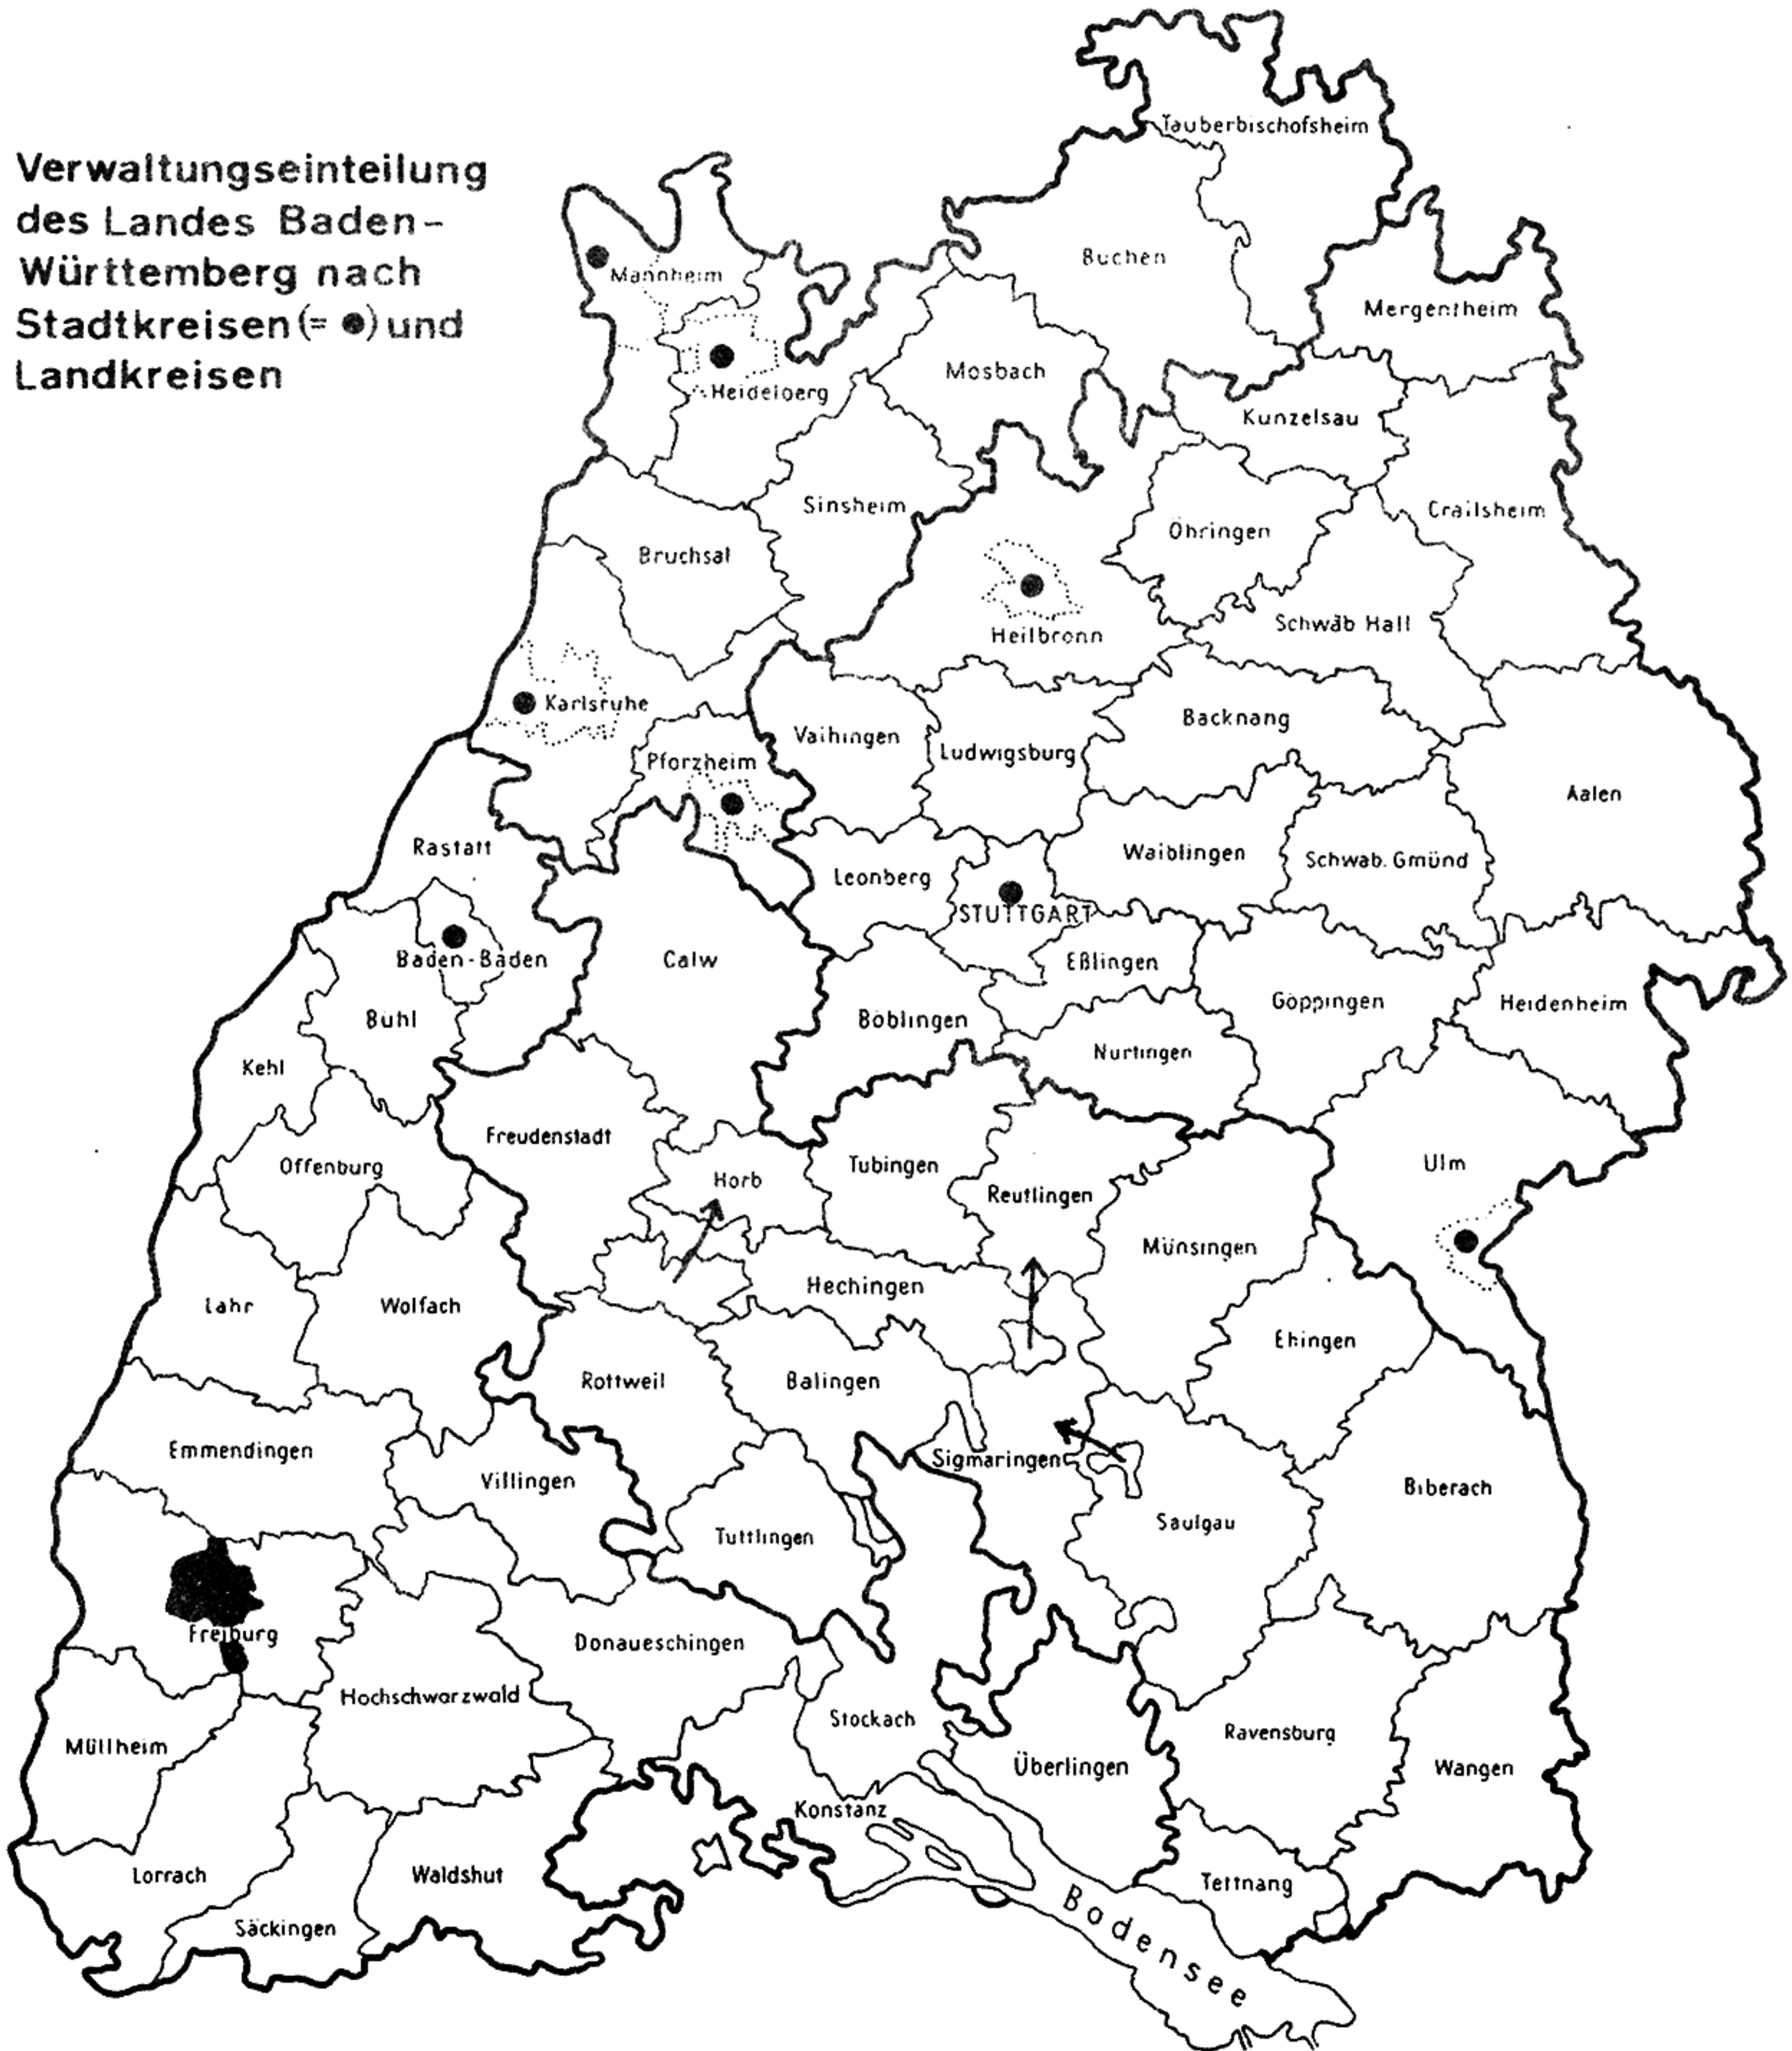 Verwaltungseinteilung
des Landes Baden-
Württemberg nach
Stadtkreisen (= ●) und
Landkreisen
Tauberbischofsheim
Buchen
Mannheim
Mergentheim
Mosbach
Heideloerg
Kunzelsau
Sinsheim
Crailsheim
Öhringen
Bruchsal
Schwäb Hall
Heilbronn
Karlsruhe
Backnang
Vaihingen
Ludwigsburg
Pforzheim
Aalen
Rastatt
Waiblingen
Schwäb. Gmünd
Leonberg
STUTTGART
Baden-Baden
Calw
Eßlingen
Göppingen
Heidenheim
Bühl
Böblingen
Nurtingen
Kehl
Freudenstadt
Offenburg
Tubingen
Ulm
Horb
Reutlingen
Münsingen
Hechingen
Lahr
Wolfach
Ehingen
Rottweil
Balingen
Emmendingen
Sigmaringen
Villingen
Biberach
Saulgau
Tuttlingen
Freiburg
Donaueschingen
Hochschwarzwald
Stockach
Ravensburg
Müllheim
Überlingen
Wangen
Konstanz
Lorrach
Waldshut
Tettnang
Säckingen
Bodensee